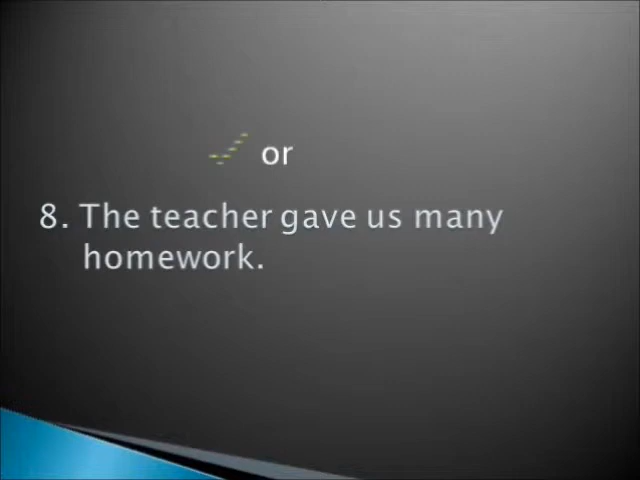 ✓ or
8. The teacher gave us many
homework.